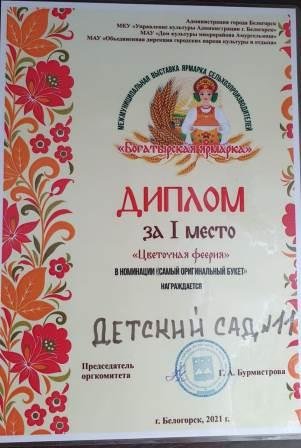 Администрация города Белогорск
МКУ «Управление культуры Администрации г. Белогорск»
МАУ «Дом культуры микрорайона Амурсельмаш»
МАУ «Объединённая дирекция городских парков культуры и отдыха»
МЕЖМУНИЦИПАЛЬНАЯ ВЫСТАВКА ЯРМАРКА СЕЛЬХОЗПРОИЗВОДИТЕЛЕЙ
«БОГАТЫРСКАЯ ЯРМАРКА»
ДИПЛОМ
ЗА I МЕСТО
«Цветочная феерия»
В НОМИНАЦИИ «САМЫЙ ОРИГИНАЛЬНЫЙ БУКЕТ»
НАГРАЖДАЕТСЯ
ДЕТСКИЙ САД №11
Председатель
оргкомитета
Г. А. Бурмистрова
г. Белогорск, 2021 г.